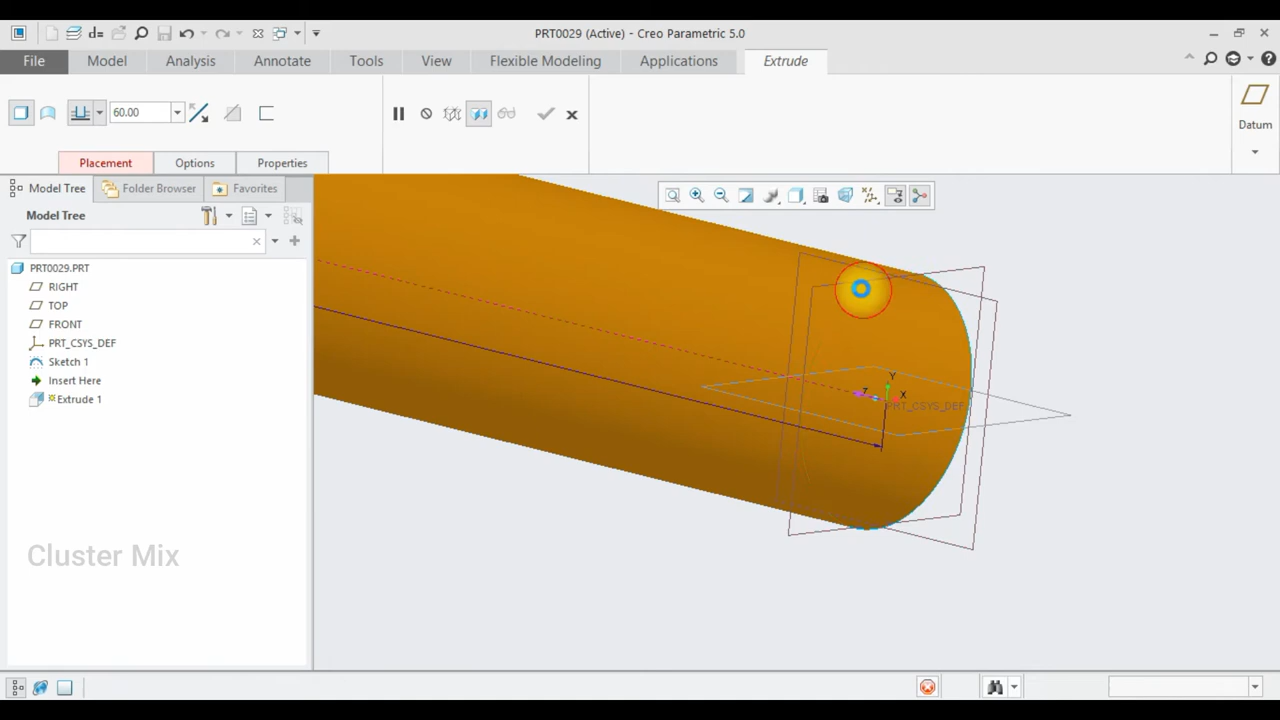 d=
PRT0029 (Active) - Creo Parametric 5.0
File Model Analysis Annotate Tools View Flexible Modeling Applications Extrude
60.00
Datum
Placement Options Properties
Model Tree Folder Browser Favorites
Model Tree
PRT0029.PRT
RIGHT
TOP
FRONT
PRT_CSYS_DEF
Sketch 1
Insert Here
Extrude 1
Y
Z
X
PRT_CSYS_DEF
Cluster Mix